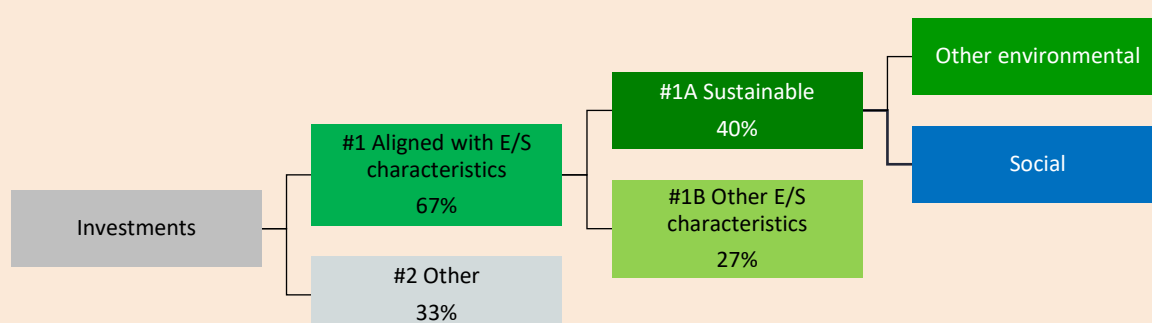 Investments
#1 Aligned with E/S
characteristics
67%
#2 Other
33%
#1A Sustainable
40%
#1B Other E/S
characteristics
27%
Other environmental
Social